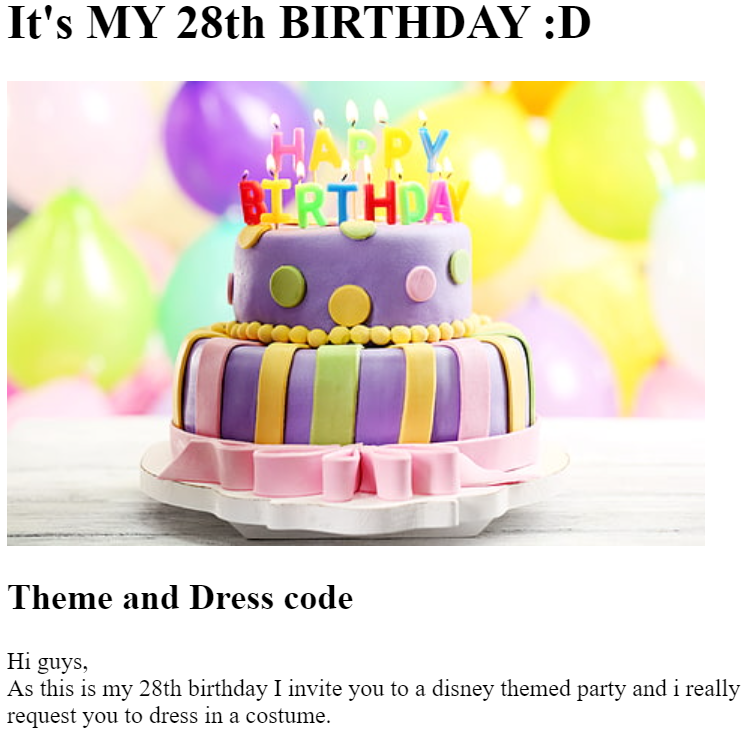 It's MY 28th BIRTHDAY :D
HAPPY
BIRTHDAY
Theme and Dress code
Hi guys,
As this is my 28th birthday I invite you to a disney themed party and i really
request you to dress in a costume.